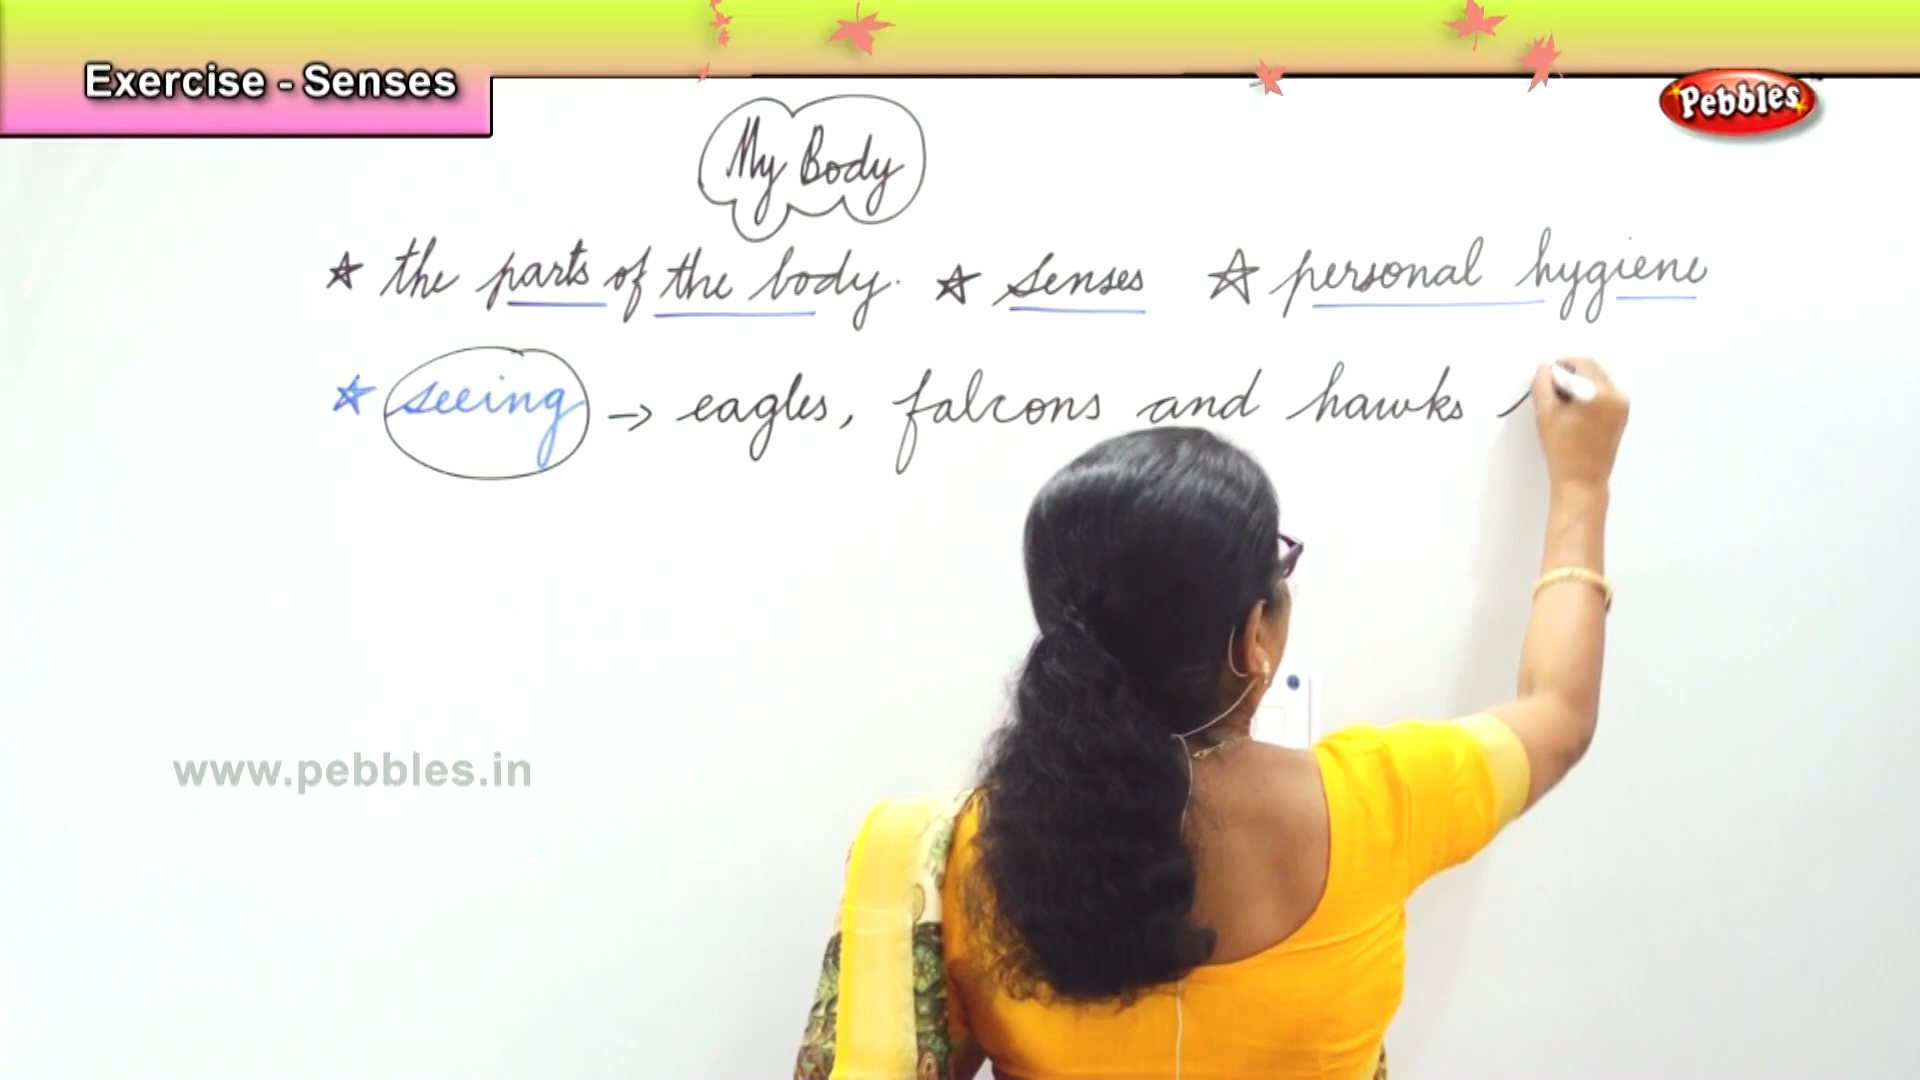 Exercise - Senses
Pebbles
My Body
☆ the parts of the body. ☆ senses ☆ personal hygiene
☆ seeing → eagles, falcons and hawks
www.pebbles.in